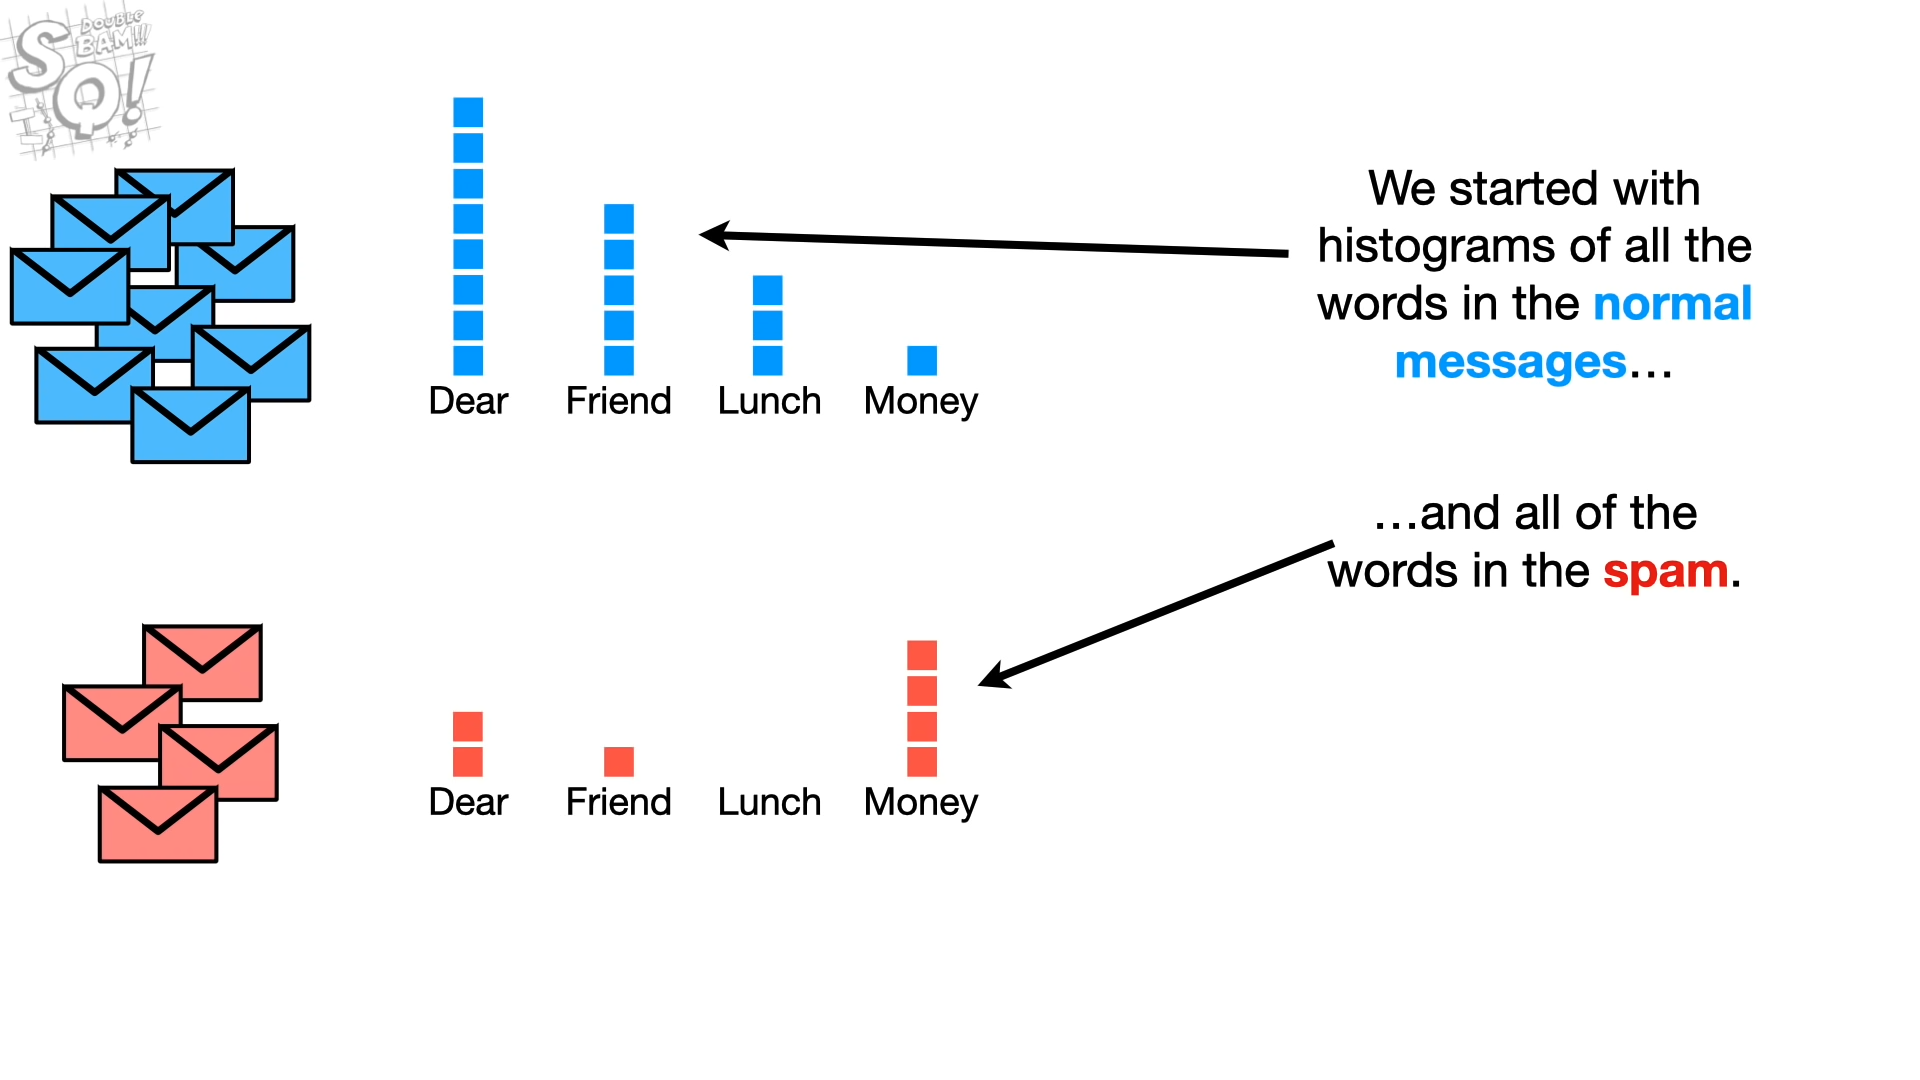 DOUBLE
BAM!!!
SQ!
We started with
histograms of all the
words in the normal
messages…
Dear Friend Lunch Money
…and all of the
words in the spam.
Dear Friend Lunch Money